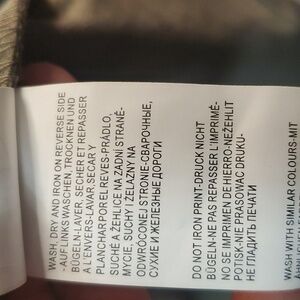 WASH, DRY AND IRON ON REVERSE SIDE
-AUF LINKS WASCHEN, TROCKNEN UND
BÜGELN-LAVER, SECHER ET REPASSER
A L'ENVERS-LAVAR, SECAR Y
PLANCHAR POR EL REVES-PRÁDLO,
SUCHÉ A ŽEHLICE NA ZADNÍ STRANĚ-
MYCIE, SUCHY I ŻELAZNY NA
ODWRÓCONEJ STRONIE-СВАРОЧНЫЕ,
СУХИЕ И ЖЕЛЕЗНЫЕ ДОРОГИ
DO NOT IRON PRINT-DRUCK NICHT
BÜGELN-NE PAS REPASSER L'IMPRIMÉ-
NO SE IMPRIMEN DE HIERRO-NEŽEHLIT
POTISK-NIE PRASOWAC DRUKU-
НЕ ГЛАДИТЬ ПЕЧАТИ
WASH WITH SIMILAR COLOURS-MIT